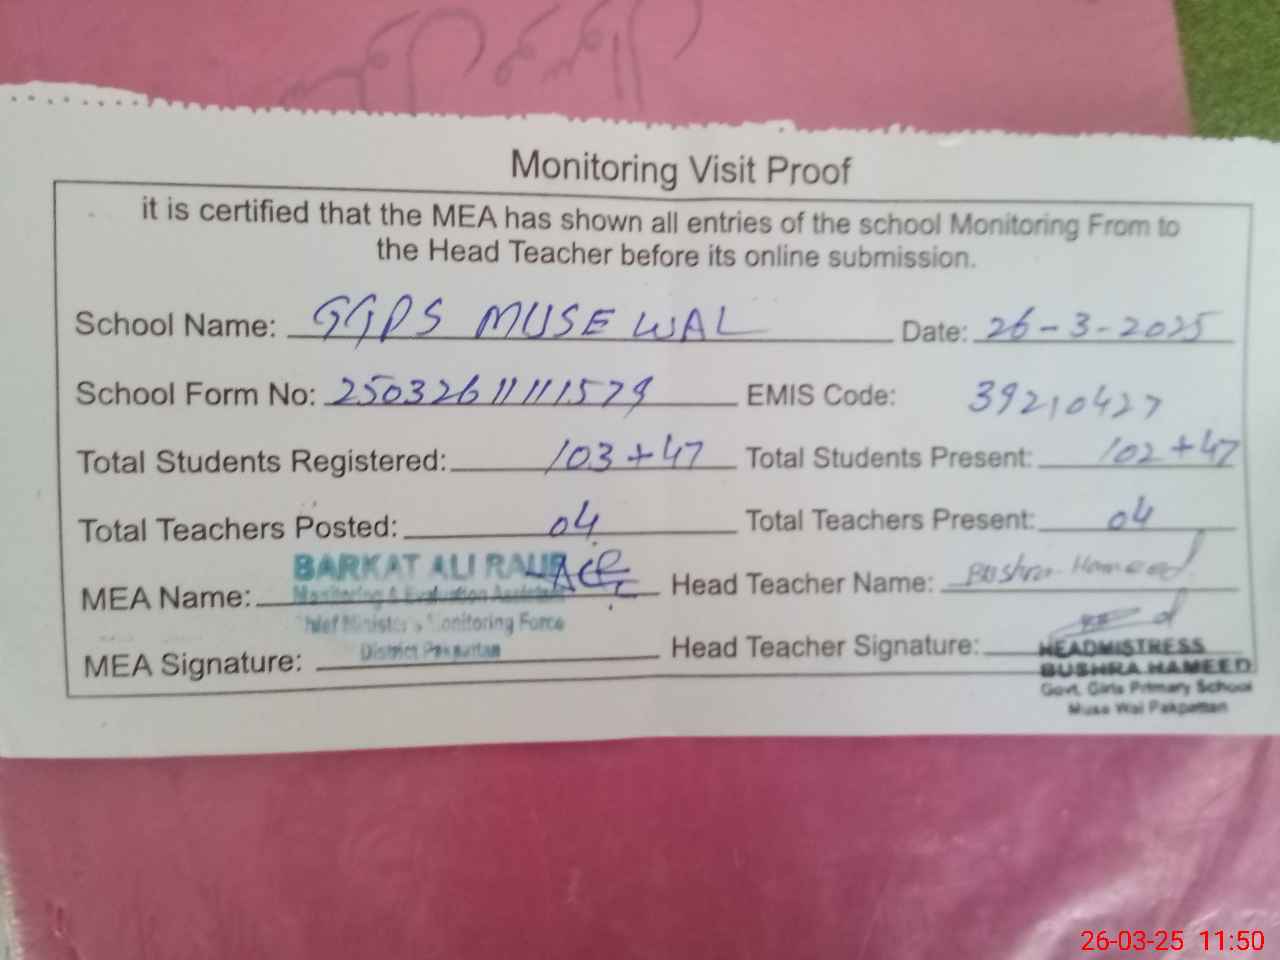 Monitoring Visit Proof
it is certified that the MEA has shown all entries of the school Monitoring From to
the Head Teacher before its online submission.
School Name: GGPS MUSE WAL Date: 26-3-2025
School Form No: 25032611111579 EMIS Code: 39210427
Total Students Registered: 103+47 Total Students Present: 102+47
Total Teachers Posted: 04 Total Teachers Present: 04
MEA Name: BARKAT ALI Head Teacher Name: Bushra Hameed
Monitoring & Evaluation Assistant
Chief Minister's Monitoring Force
District Pakpattan
MEA Signature: Head Teacher Signature:
HEADMISTRESS
BUSHRA HAMEED
Govt. Girls Primary School
Musa Wal Pakpattan
26-03-25 11:50